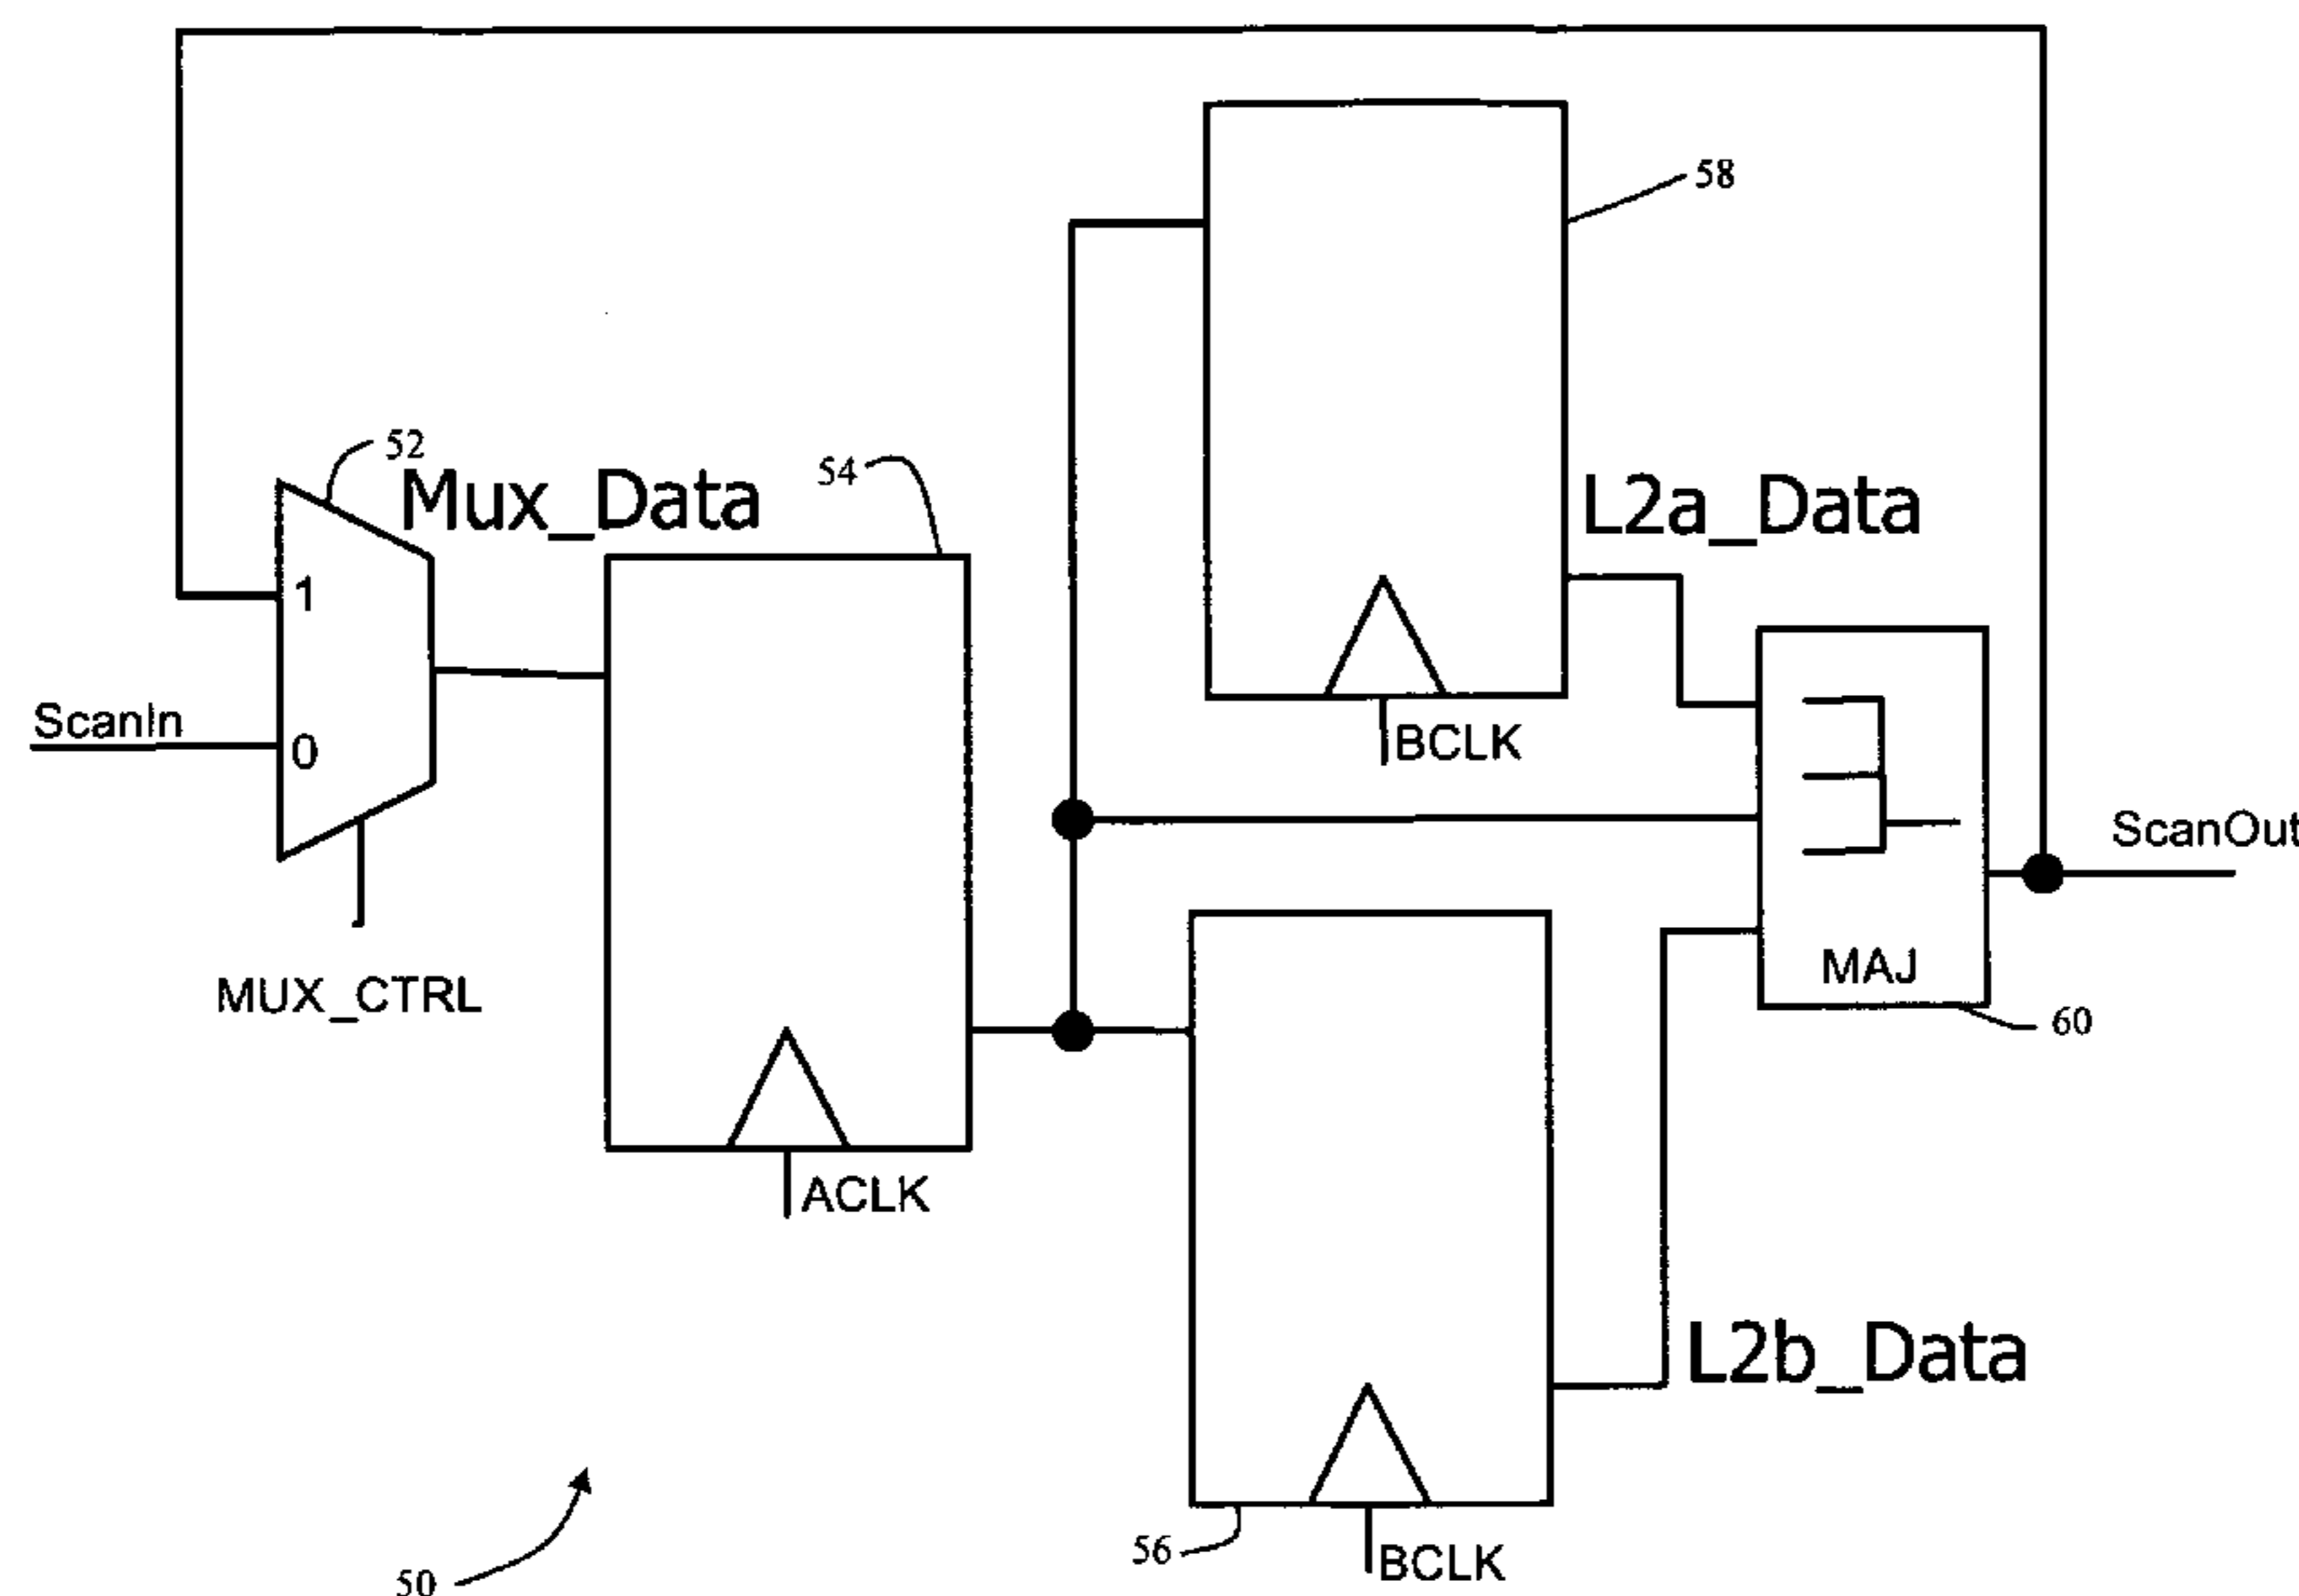 58
52
Mux_Data
54
L2a_Data
1
ScanIn
0
BCLK
ScanOut
MUX_CTRL
MAJ
60
ACLK
L2b_Data
56
BCLK
50